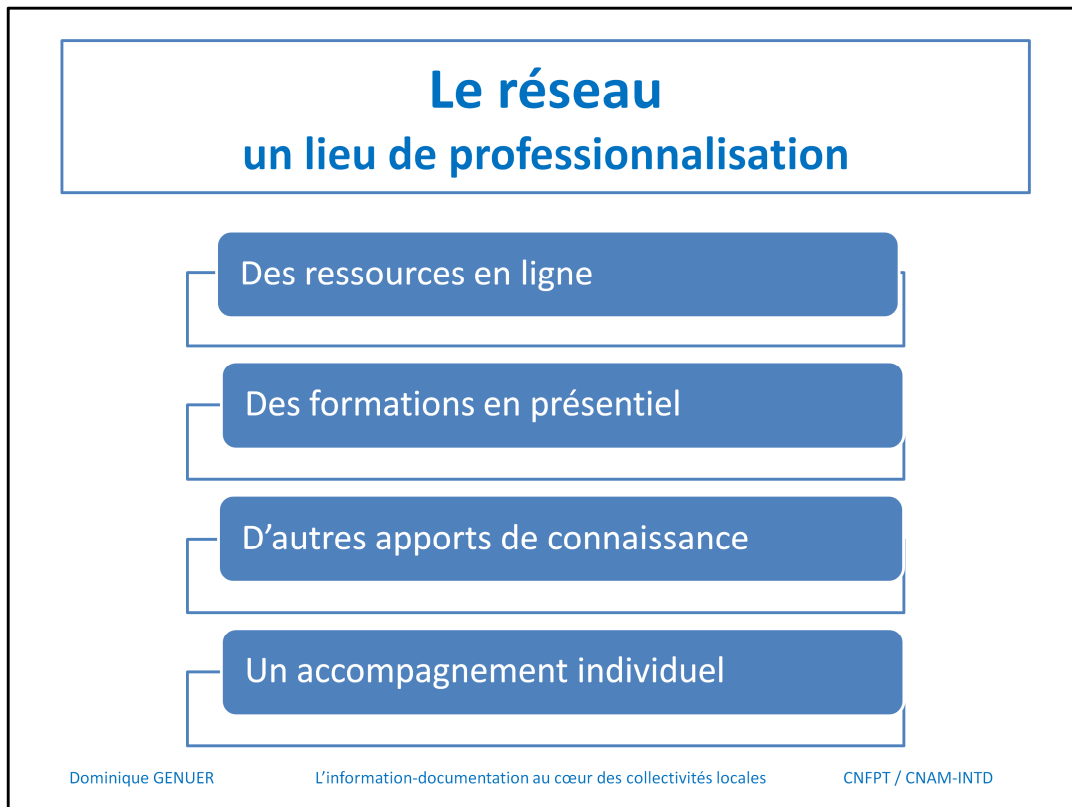 Le réseau
un lieu de professionnalisation
Des ressources en ligne
Des formations en présentiel
D’autres apports de connaissance
Un accompagnement individuel
Dominique GENUER L’information-documentation au cœur des collectivités locales CNFPT / CNAM-INTD